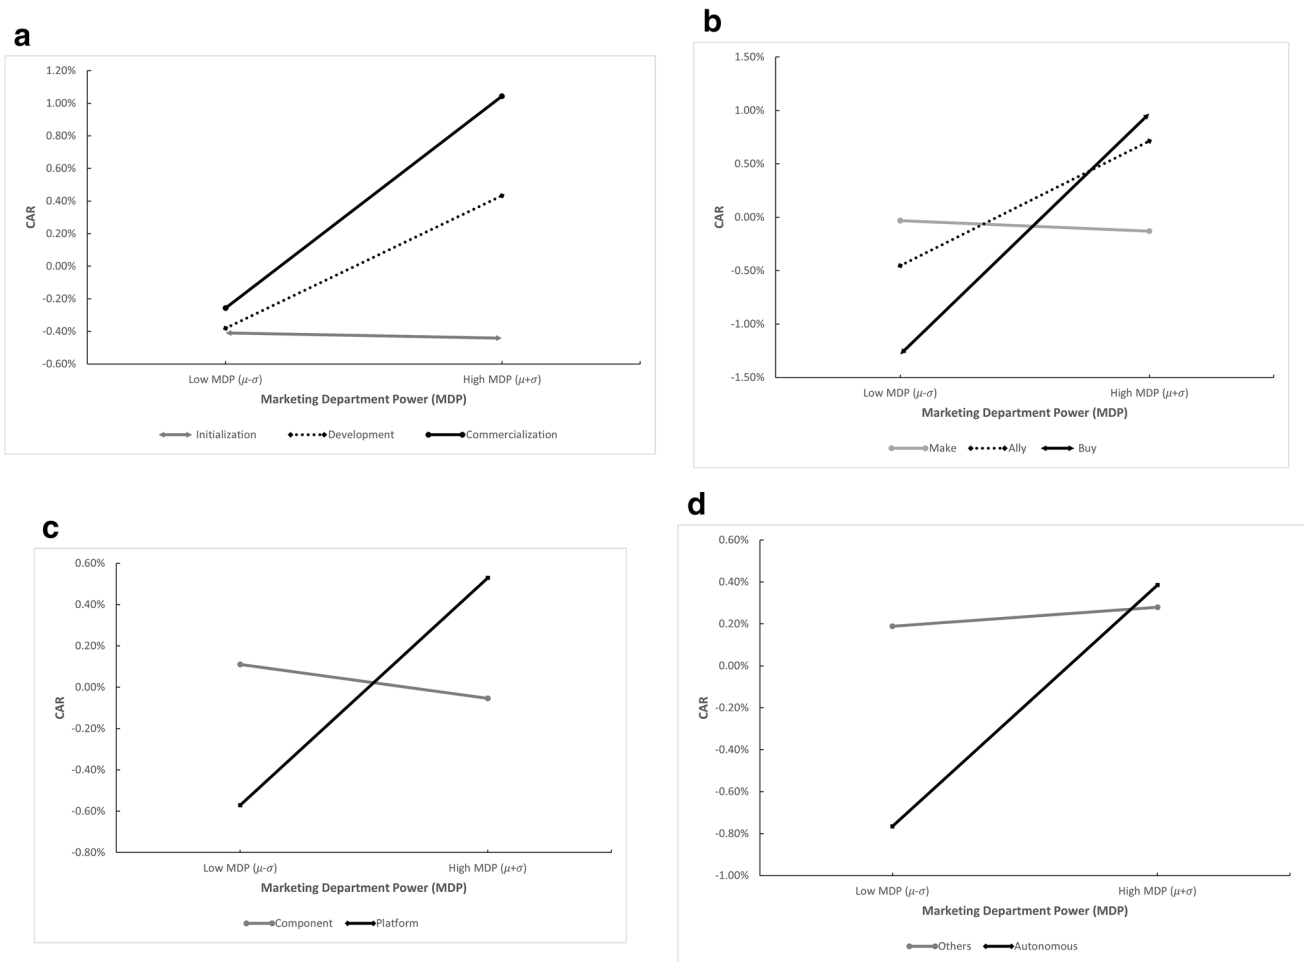 a
1.20%
1.00%
0.80%
0.60%
0.40%
0.20%
0.00%
-0.20%
-0.40%
-0.60%
CAR
Low MDP (μ-σ) High MDP (μ+σ)
Marketing Department Power (MDP)
Initialization Development Commercialization
b
1.50%
1.00%
0.50%
0.00%
-0.50%
-1.00%
-1.50%
CAR
Low MDP (μ-σ) High MDP (μ+σ)
Marketing Department Power (MDP)
Make Ally Buy
c
0.60%
0.40%
0.20%
0.00%
-0.20%
-0.40%
-0.60%
-0.80%
CAR
Low MDP (μ-σ) High MDP (μ+σ)
Marketing Department Power (MDP)
Component Platform
d
0.60%
0.40%
0.20%
0.00%
-0.20%
-0.40%
-0.60%
-0.80%
-1.00%
CAR
Low MDP (μ-σ) High MDP (μ+σ)
Marketing Department Power (MDP)
Others Autonomous